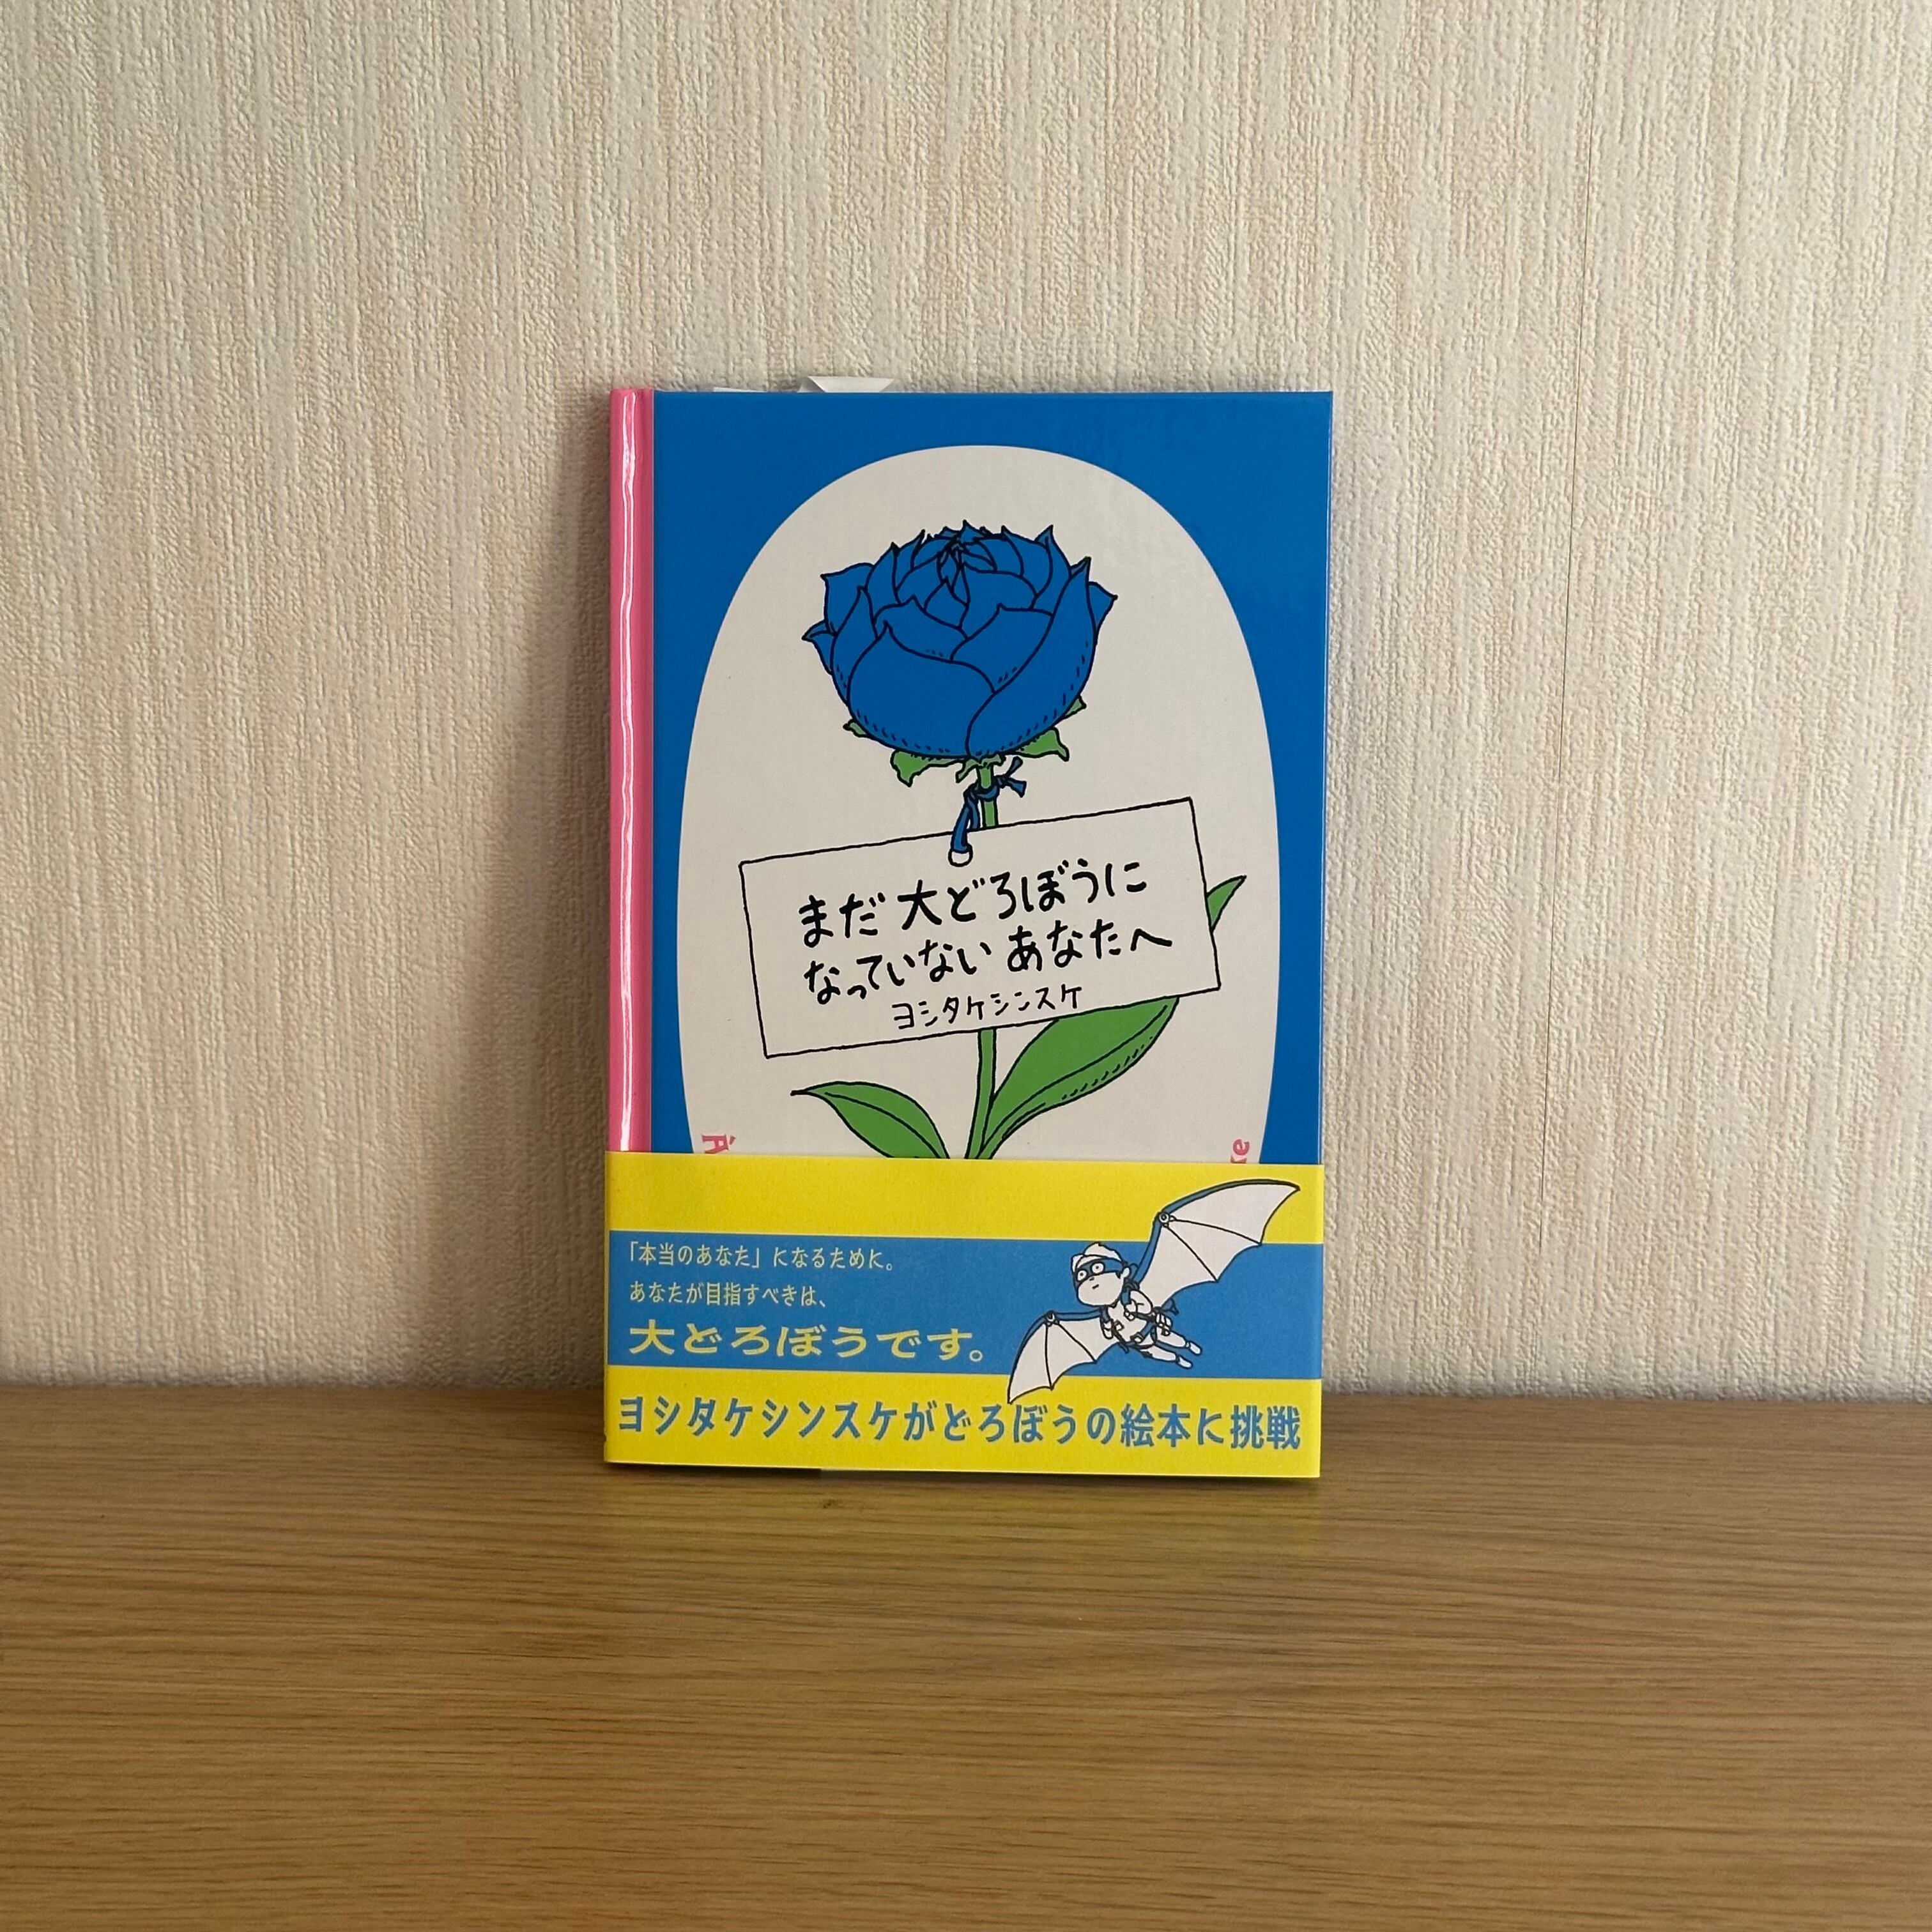 まだ 大どろぼうに
なっていない あなたへ
ヨシタケシンスケ
「本当のあなた」になるために。
あなたが目指すべきは、
大どろぼうです。
ヨシタケシンスケがどろぼうの絵本に挑戦